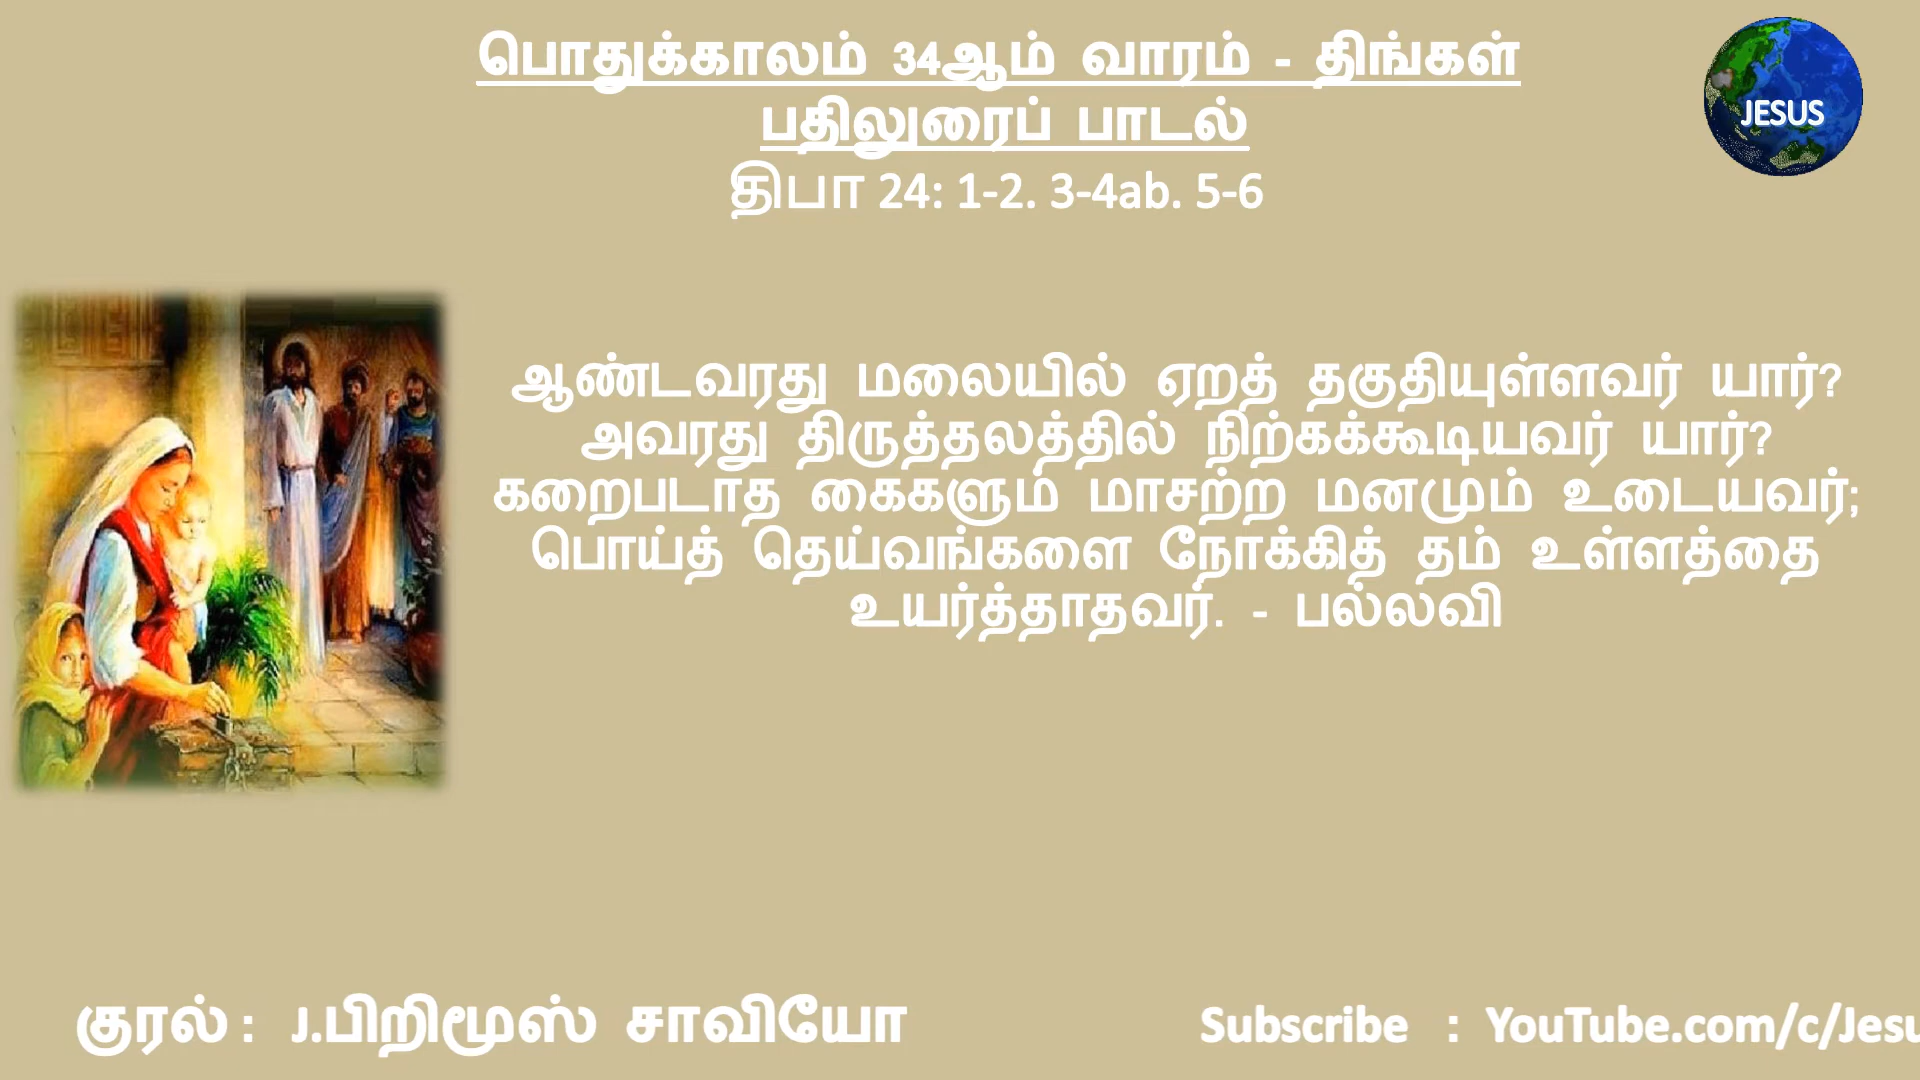 பொதுக்காலம் 34ஆம் வாரம் - திங்கள்
பதிலுரைப் பாடல்
திபா 24: 1-2. 3-4ab. 5-6
JESUS
ஆண்டவரது மலையில் ஏறத் தகுதியுள்ளவர் யார்?
அவரது திருத்தலத்தில் நிற்கக்கூடியவர் யார்?
கறைபடாத கைகளும் மாசற்ற மனமும் உடையவர்;
பொய்த் தெய்வங்களை நோக்கித் தம் உள்ளத்தை
உயர்த்தாதவர். - பல்லவி
குரல் : J.பிறிமூஸ் சாவியோ
Subscribe : YouTube.com/c/Jesu